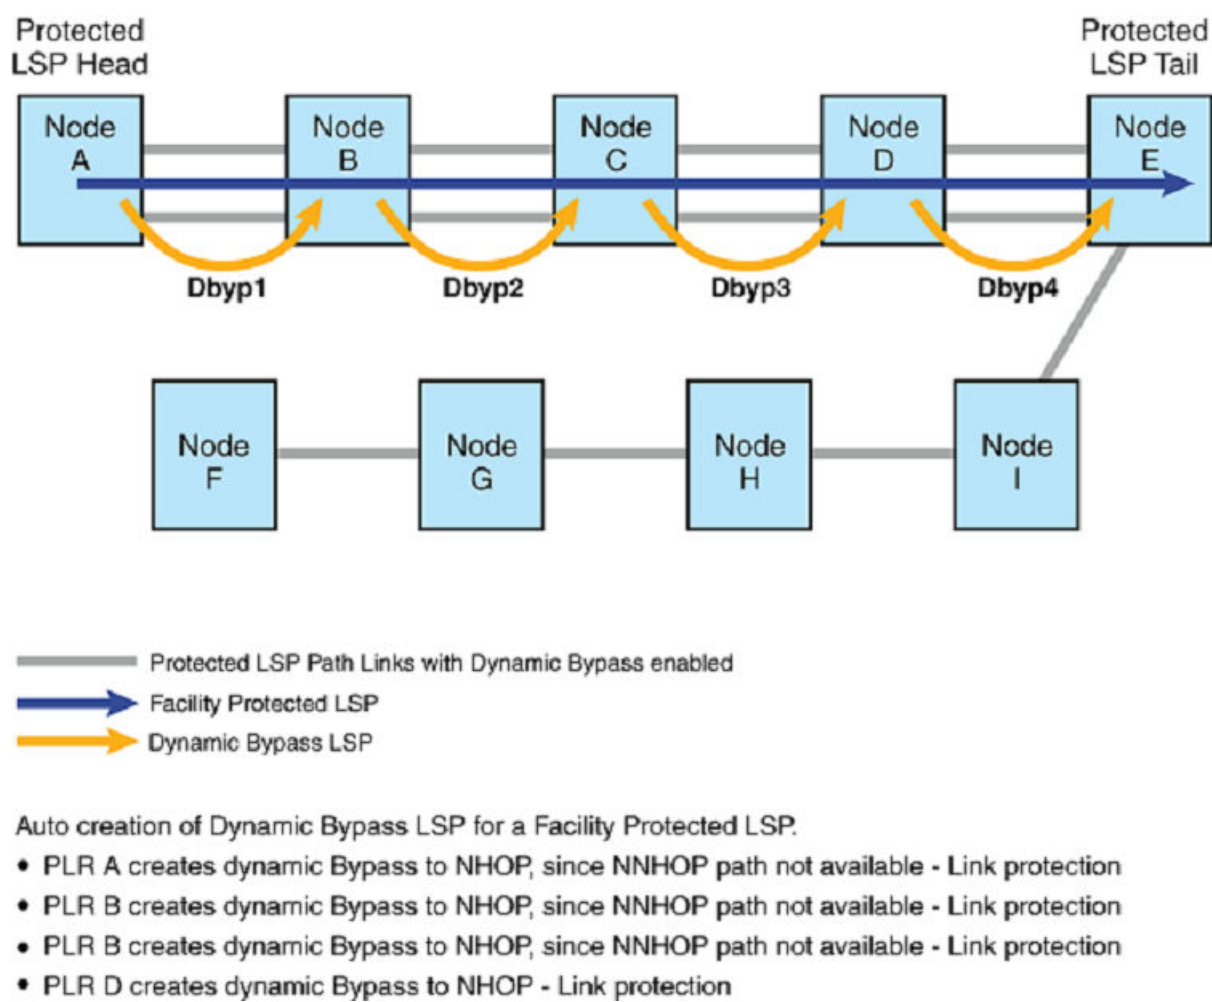 Protected
LSP Head
Protected
LSP Tail
Node
A
Node
B
Node
C
Node
D
Node
E
Dbyp1
Dbyp2
Dbyp3
Dbyp4
Node
F
Node
G
Node
H
Node
I
Protected LSP Path Links with Dynamic Bypass enabled
Facility Protected LSP
Dynamic Bypass LSP
Auto creation of Dynamic Bypass LSP for a Facility Protected LSP.
• PLR A creates dynamic Bypass to NHOP, since NNHOP path not available - Link protection
• PLR B creates dynamic Bypass to NHOP, since NNHOP path not available - Link protection
• PLR B creates dynamic Bypass to NHOP, since NNHOP path not available - Link protection
• PLR D creates dynamic Bypass to NHOP - Link protection